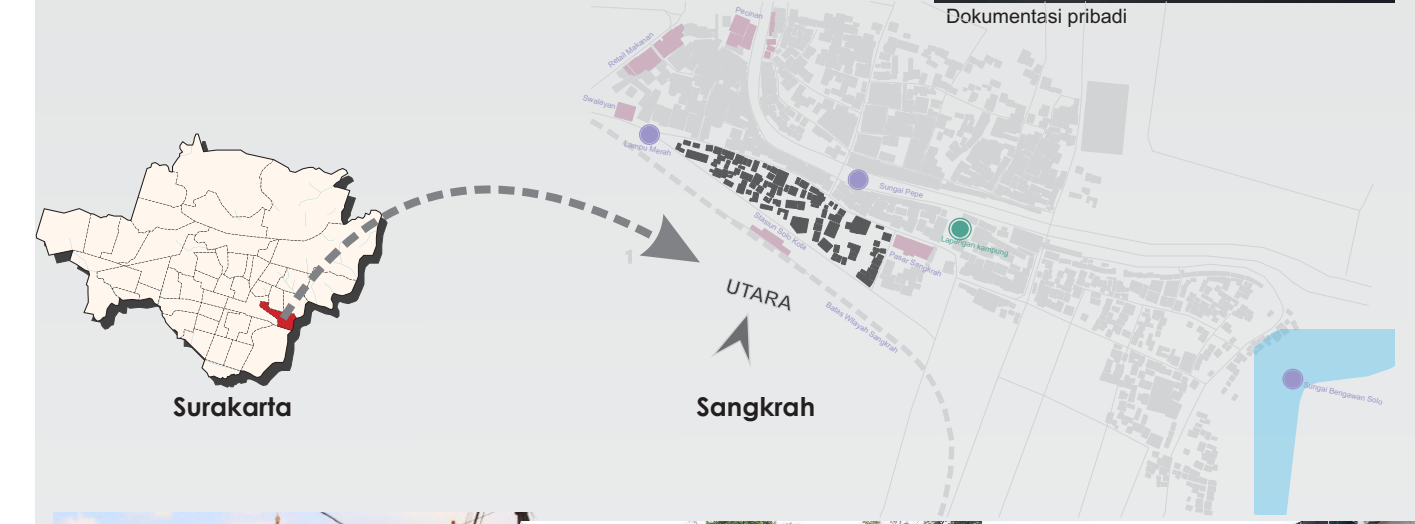 Dokumentasi pribadi
Pecinan
Retail Makanan
Swalayan
Lampu Merah
Sungai Pepe
Stasiun Solo Kota
Lapangan kampung
Pasar Sangkrah
1
UTARA
Batas Wilayah Sangkrah
Sungai Bengawan Solo
Surakarta
Sangkrah